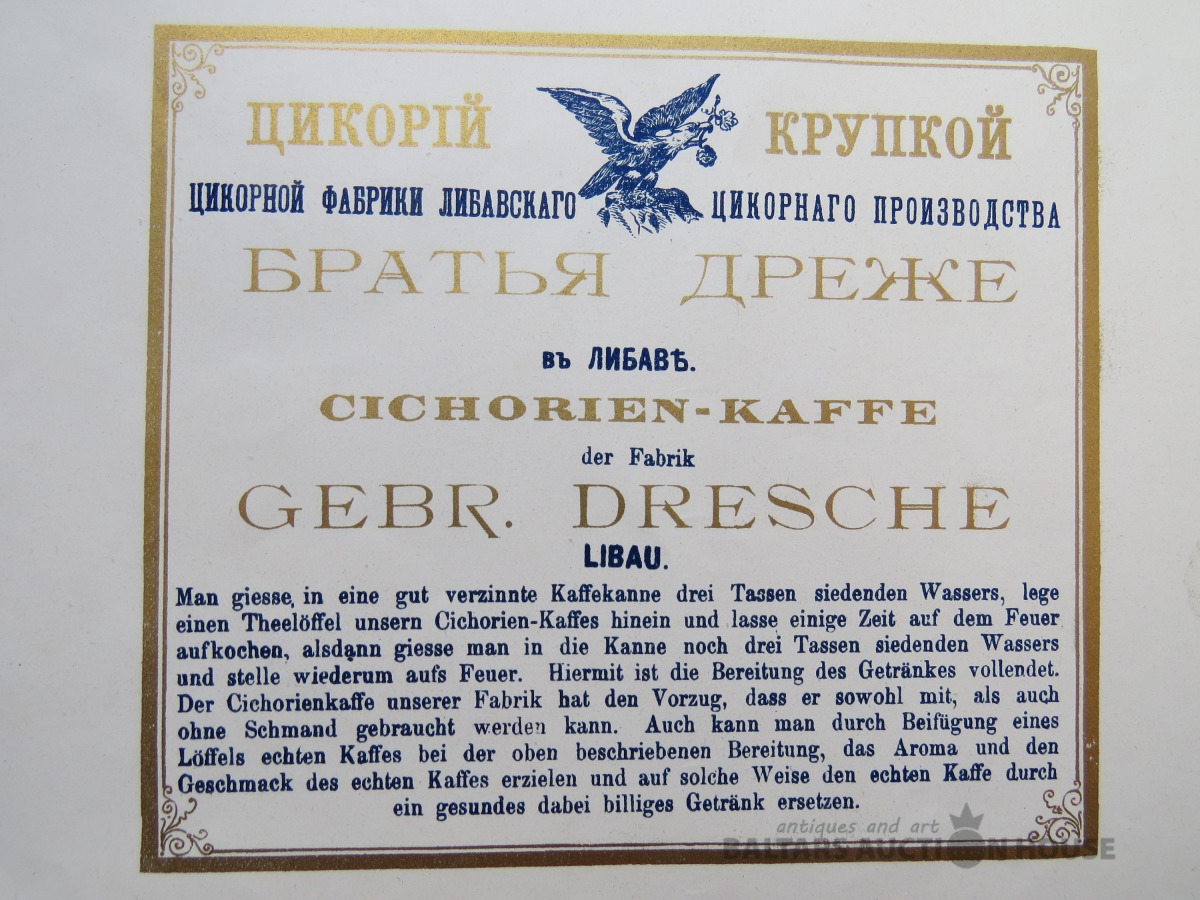 ЦИКОРІЙ КРУПКОЙ
ЦИКОРНОЙ ФАБРИКИ ЛИБАВСКАГО ЦИКОРНАГО ПРОИЗВОДСТВА
БРАТЬЯ ДРЕЖЕ
въ ЛИБАВѢ.
CICHORIEN-KAFFE
der Fabrik
GEBR. DRESCHE
LIBAU.
Man giesse in eine gut verzinnte Kaffekanne drei Tassen siedenden Wassers, lege
einen Theelöffel unsern Cichorien-Kaffes hinein und lasse einige Zeit auf dem Feuer
aufkochen, alsdann giesse man in die Kanne noch drei Tassen siedenden Wassers
und stelle wiederum aufs Feuer. Hiermit ist die Bereitung des Getränkes vollendet.
Der Cichorienkaffe unserer Fabrik hat den Vorzug, dass er sowohl mit, als auch
ohne Schmand gebraucht werden kann. Auch kann man durch Beifügung eines
Löffels echten Kaffes bei der oben beschriebenen Bereitung, das Aroma und den
Geschmack des echten Kaffes erzielen und auf solche Weise den echten Kaffe durch
ein gesundes dabei billiges Getränk ersetzen.
antiques and art
BALTARS AUCTION HOUSE